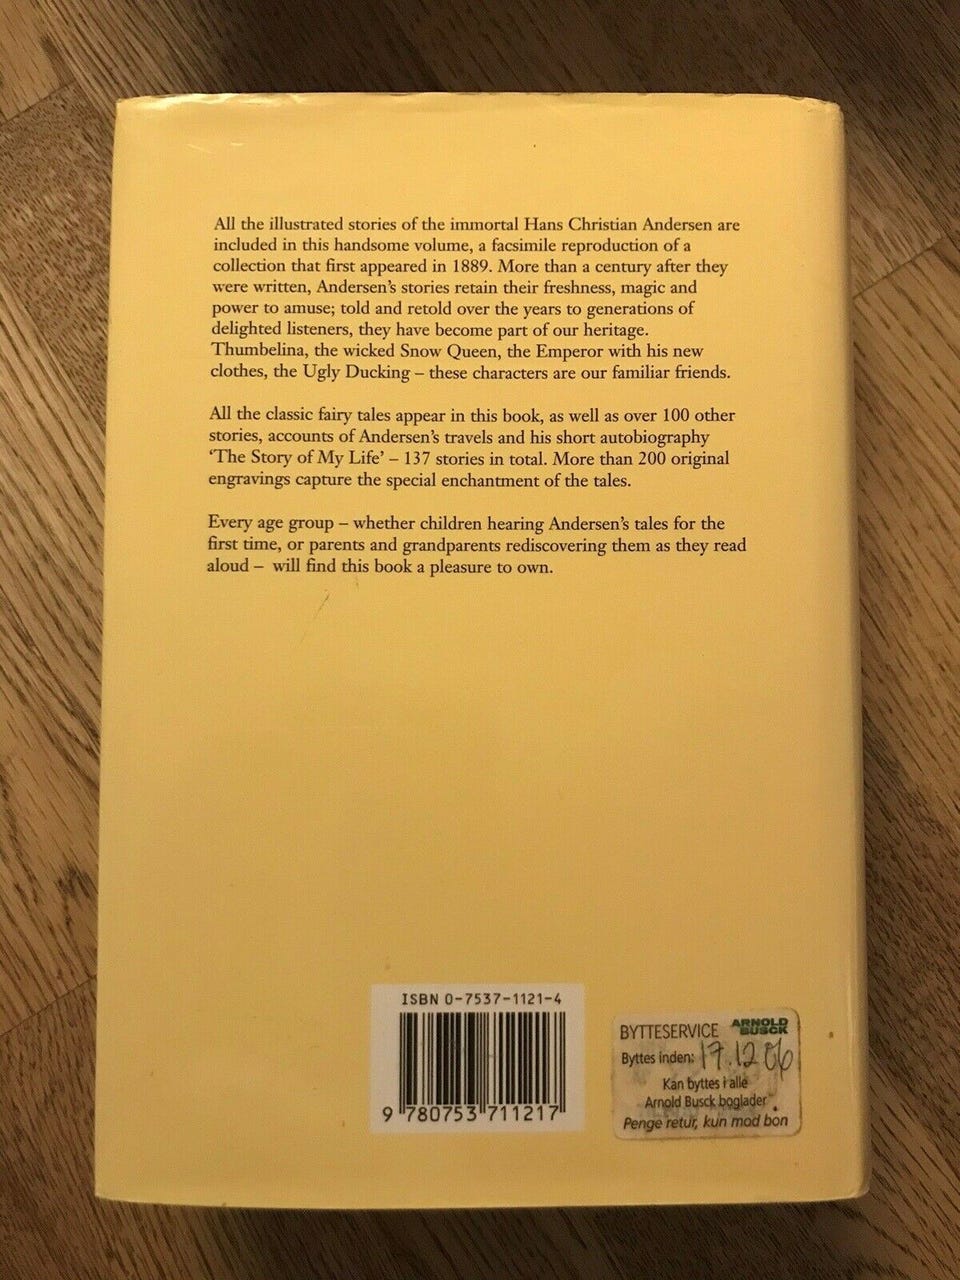 All the illustrated stories of the immortal Hans Christian Andersen are
included in this handsome volume, a facsimile reproduction of a
collection that first appeared in 1889. More than a century after they
were written, Andersen's stories retain their freshness, magic and
power to amuse; told and retold over the years to generations of
delighted listeners, they have become part of our heritage.
Thumbelina, the wicked Snow Queen, the Emperor with his new
clothes, the Ugly Ducking – these characters are our familiar friends.
All the classic fairy tales appear in this book, as well as over 100 other
stories, accounts of Andersen's travels and his short autobiography
'The Story of My Life' – 137 stories in total. More than 200 original
engravings capture the special enchantment of the tales.
Every age group – whether children hearing Andersen's tales for the
first time, or parents and grandparents rediscovering them as they read
aloud – will find this book a pleasure to own.
ISBN 0-7537-1121-4
9 780753 711217
BYTTESERVICE ARNOLD BUSCK
Byttes inden: 17.12 06
Kan byttes i alle
Arnold Busck boglader.
Penge retur, kun mod bon